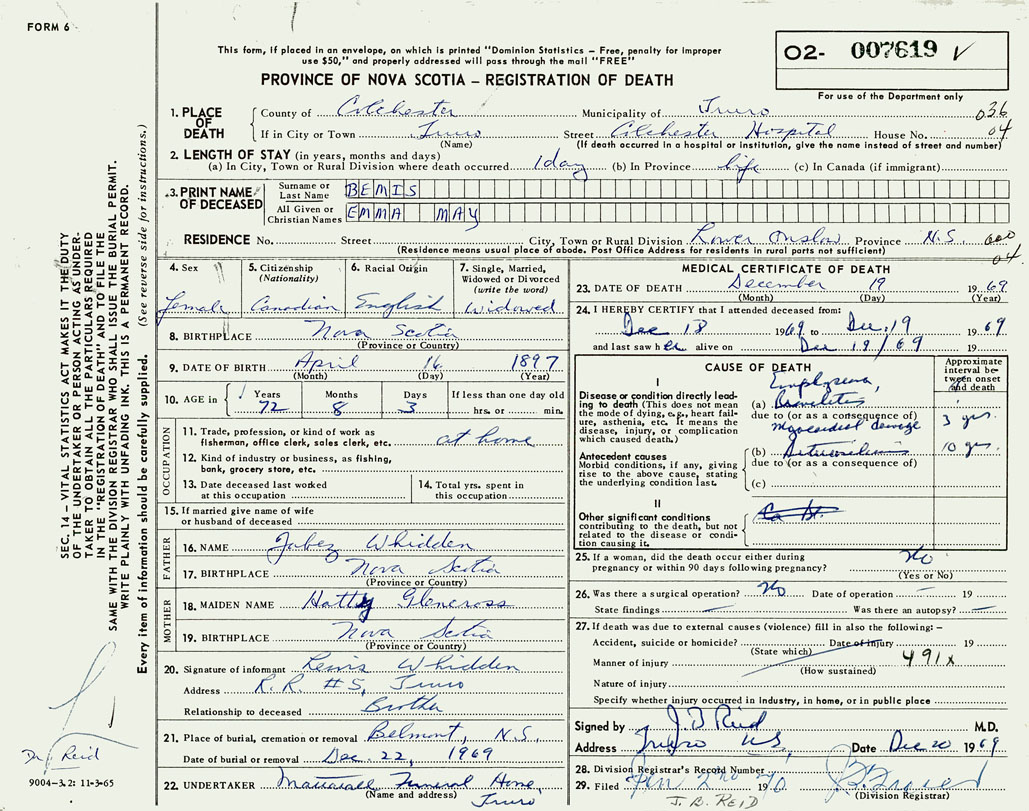 FORM 6
This form, if placed in an envelope, on which is printed "Dominion Statistics – Free, penalty for improper
use $50," and properly addressed will pass through the mail "FREE"
PROVINCE OF NOVA SCOTIA – REGISTRATION OF DEATH
O2- 007619 √
For use of the Department only
SEC. 14 – VITAL STATISTICS ACT MAKES IT THE DUTY
OF THE UNDERTAKER OR PERSON ACTING AS UNDER-
TAKER TO OBTAIN ALL THE PARTICULARS REQUIRED
IN THE "REGISTRATION OF DEATH" AND TO FILE THE
SAME WITH THE DIVISION REGISTRAR WHO SHALL ISSUE THE BURIAL PERMIT.
WRITE PLAINLY WITH UNFADING INK. THIS IS A PERMANENT RECORD.
Every item of information should be carefully supplied. (See reverse side for instructions.)
1. PLACE OF DEATH
County of Colchester Municipality of Truro 036
If in City or Town Truro Street Colchester Hospital House No. 04
(Name) (If death occurred in a hospital or institution, give the name instead of street and number)
2. LENGTH OF STAY (in years, months and days)
(a) In City, Town or Rural Division where death occurred 1 day (b) In Province life (c) In Canada (if immigrant)
3. PRINT NAME OF DECEASED
Surname or Last Name BEMIS
All Given or Christian Names EMMA MAY
RESIDENCE No. Street City, Town or Rural Division Lower Onslow Province N.S. 000
(Residence means usual place of abode. Post Office Address for residents in rural parts not sufficient) 04
4. Sex
Female
5. Citizenship (Nationality)
Canadian
6. Racial Origin
English
7. Single, Married, Widowed or Divorced (write the word)
Widowed
8. BIRTHPLACE Nova Scotia
(Province or Country)
9. DATE OF BIRTH April 16 1897
(Month) (Day) (Year)
10. AGE in Years Months Days If less than one day old
72 8 3 hrs. or min.
OCCUPATION
11. Trade, profession, or kind of work as
fisherman, office clerk, sales clerk, etc. at home
12. Kind of industry or business, as fishing,
bank, grocery store, etc.
13. Date deceased last worked
at this occupation
14. Total yrs. spent in
this occupation
15. If married give name of wife
or husband of deceased
FATHER
16. NAME Jabez Whidden
17. BIRTHPLACE Nova Scotia
(Province or Country)
MOTHER
18. MAIDEN NAME Hatty Glencross
19. BIRTHPLACE Nova Scotia
(Province or Country)
20. Signature of informant Lewis Whidden
Address R.R. #5, Truro
Relationship to deceased Brother
21. Place of burial, cremation or removal Belmont, N.S.
Date of burial or removal Dec. 22, 1969
22. UNDERTAKER Mattatall Funeral Home,
(Name and address) Truro
MEDICAL CERTIFICATE OF DEATH
23. DATE OF DEATH December 19 1969
(Month) (Day) (Year)
24. I HEREBY CERTIFY that I attended deceased from:
Dec 18 1969 to Dec. 19 1969
and last saw her alive on Dec 19/69 19
CAUSE OF DEATH
Approximate interval between onset and death
I
Disease or condition directly leading to death (This does not mean the mode of dying, e.g., heart failure, asthenia, etc. It means the disease, injury, or complication which caused death.)
Emphysema,
(a) Bronchitis
due to (or as a consequence of) 3 yrs.
Myocardial damage
Antecedent causes
Morbid conditions, if any, giving rise to the above cause, stating the underlying condition last.
(b) 10 yrs.
due to (or as a consequence of)
(c)
II
Other significant conditions
contributing to the death, but not related to the disease or condition causing it.
25. If a woman, did the death occur either during
pregnancy or within 90 days following pregnancy? No
(Yes or No)
26. Was there a surgical operation? No Date of operation — 19
State findings — Was there an autopsy? —
27. If death was due to external causes (violence) fill in also the following: –
Accident, suicide or homicide? Date of Injury 19
(State which)
Manner of injury 491x
(How sustained)
Nature of injury
Specify whether injury occurred in industry, in home, or in public place
Signed by J. B Reid M.D.
Address Truro NS Date Dec 20 1969
28. Division Registrar's Record Number
29. Filed Jan 2nd 1970
(Division Registrar)
J. B. REID
Dr Reid
9004–3.2: 11-3-65